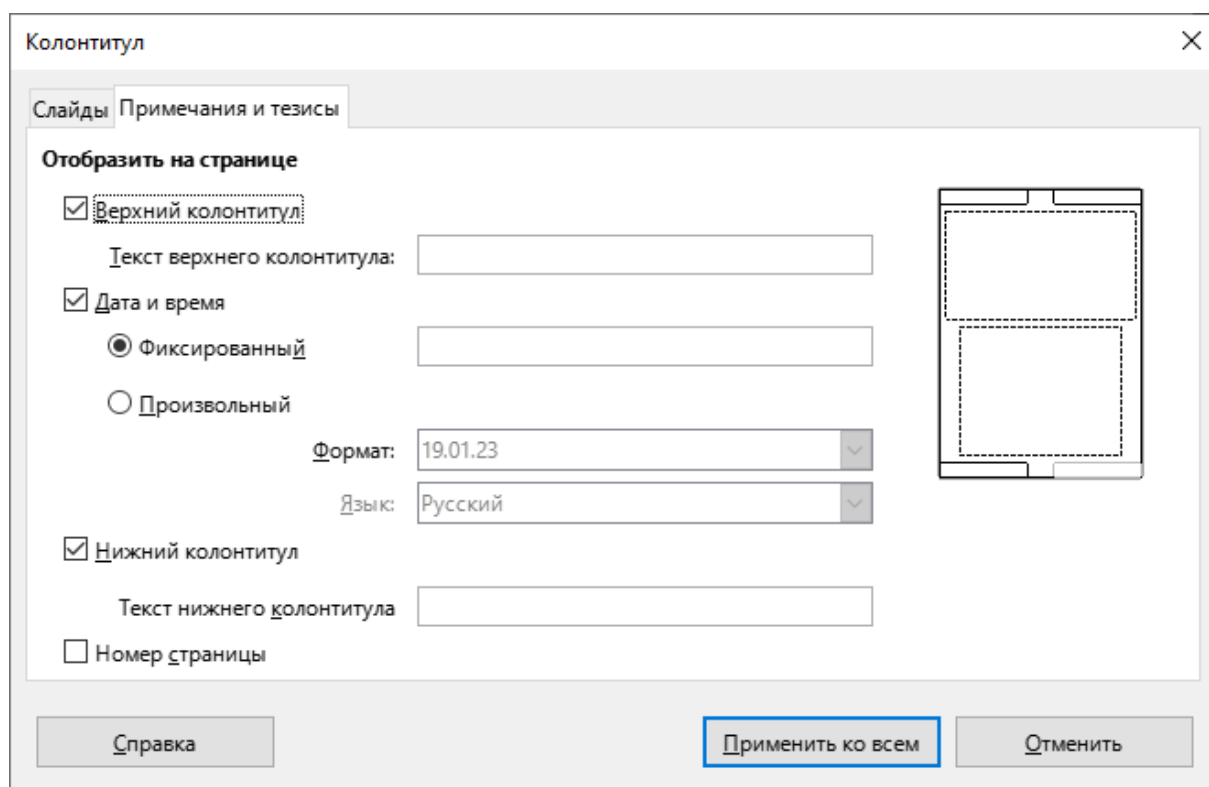 Колонтитул
Слайды Примечания и тезисы
Отобразить на странице
Верхний колонтитул
Текст верхнего колонтитула:
Дата и время
Фиксированный
Произвольный
Формат: 19.01.23
Язык: Русский
Нижний колонтитул
Текст нижнего колонтитула
Номер страницы
Справка Применить ко всем Отменить